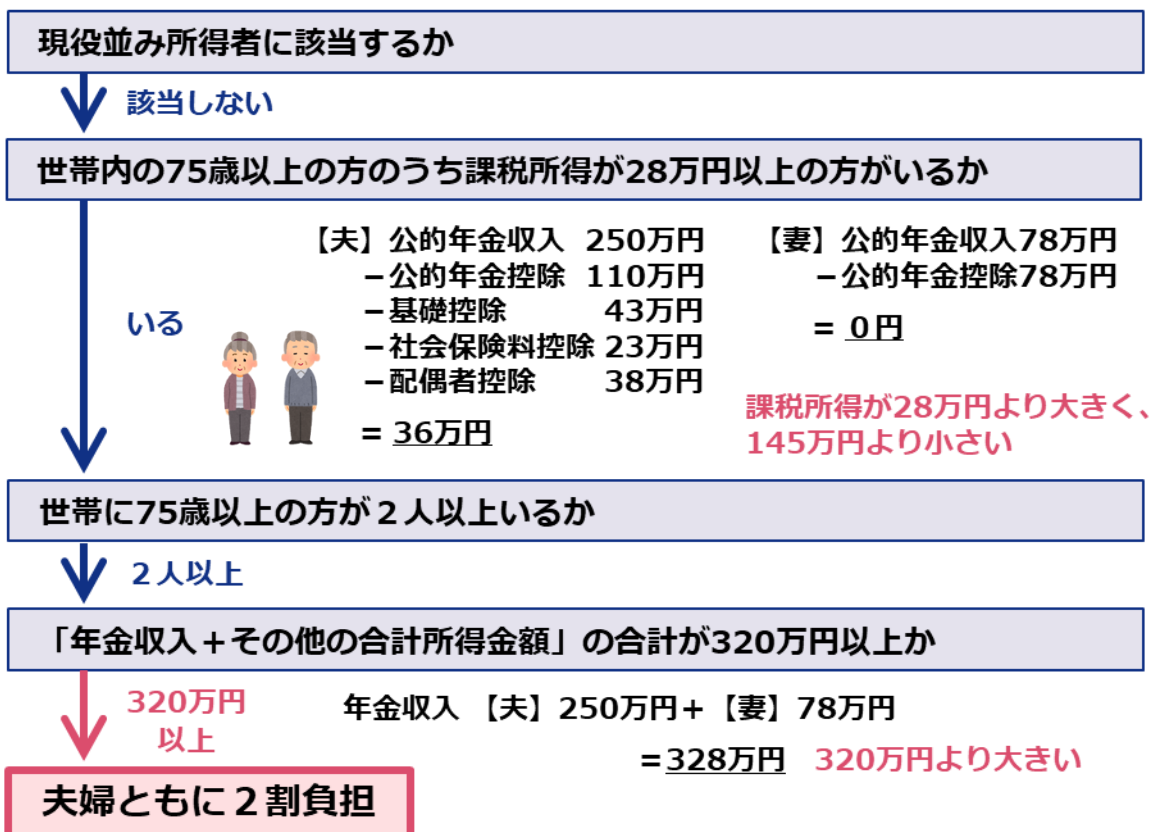 現役並み所得者に該当するか
該当しない
世帯内の75歳以上の方のうち課税所得が28万円以上の方がいるか
いる
【夫】公的年金収入 250万円
－公的年金控除 110万円
－基礎控除 43万円
－社会保険料控除 23万円
－配偶者控除 38万円
= 36万円
【妻】公的年金収入78万円
－公的年金控除78万円
= ０円
課税所得が28万円より大きく、
145万円より小さい
世帯に75歳以上の方が２人以上いるか
２人以上
「年金収入＋その他の合計所得金額」の合計が320万円以上か
320万円
以上
年金収入 【夫】250万円＋【妻】78万円
＝328万円 320万円より大きい
夫婦ともに２割負担